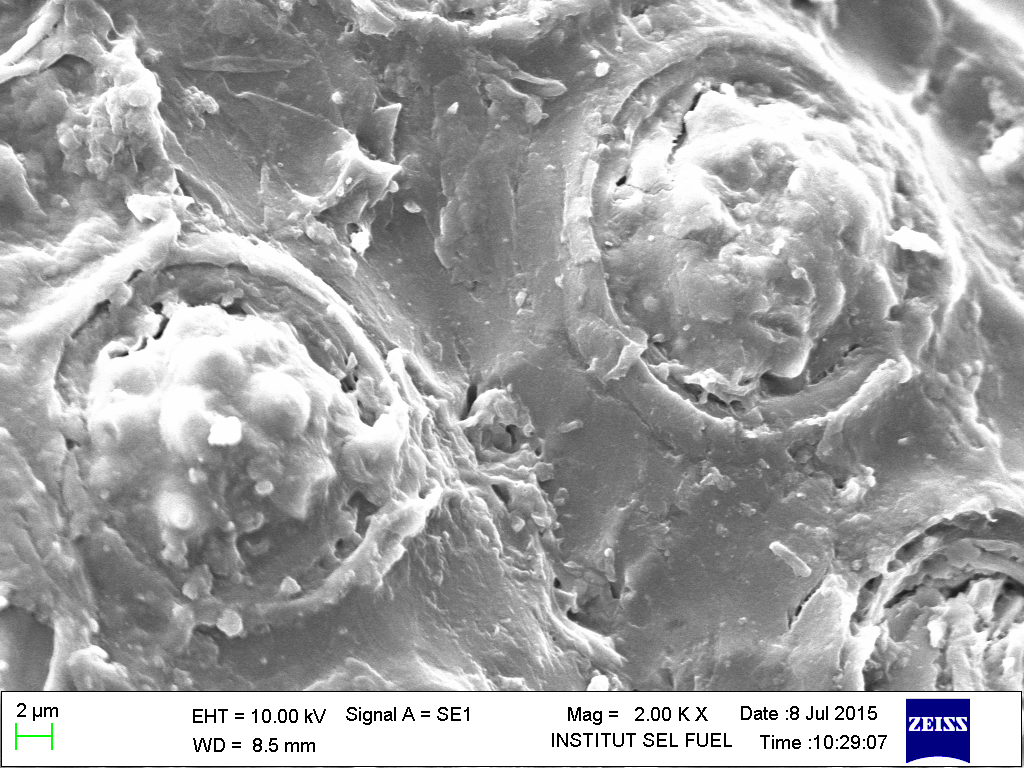 2 µm
EHT = 10.00 kV Signal A = SE1 Mag = 2.00 K X Date :8 Jul 2015
WD = 8.5 mm INSTITUT SEL FUEL Time :10:29:07
ZEISS